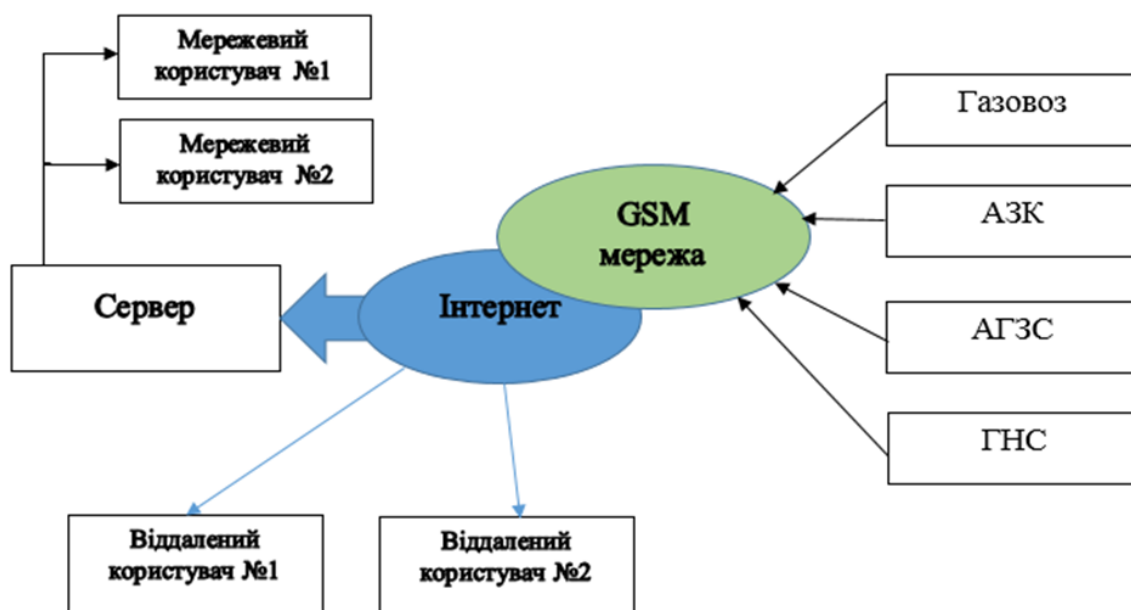 Мережевий
користувач №1
Мережевий
користувач №2
Газовоз
АЗК
GSM
мережа
Сервер
Інтернет
АГЗС
ГНС
Віддалений
користувач №1
Віддалений
користувач №2